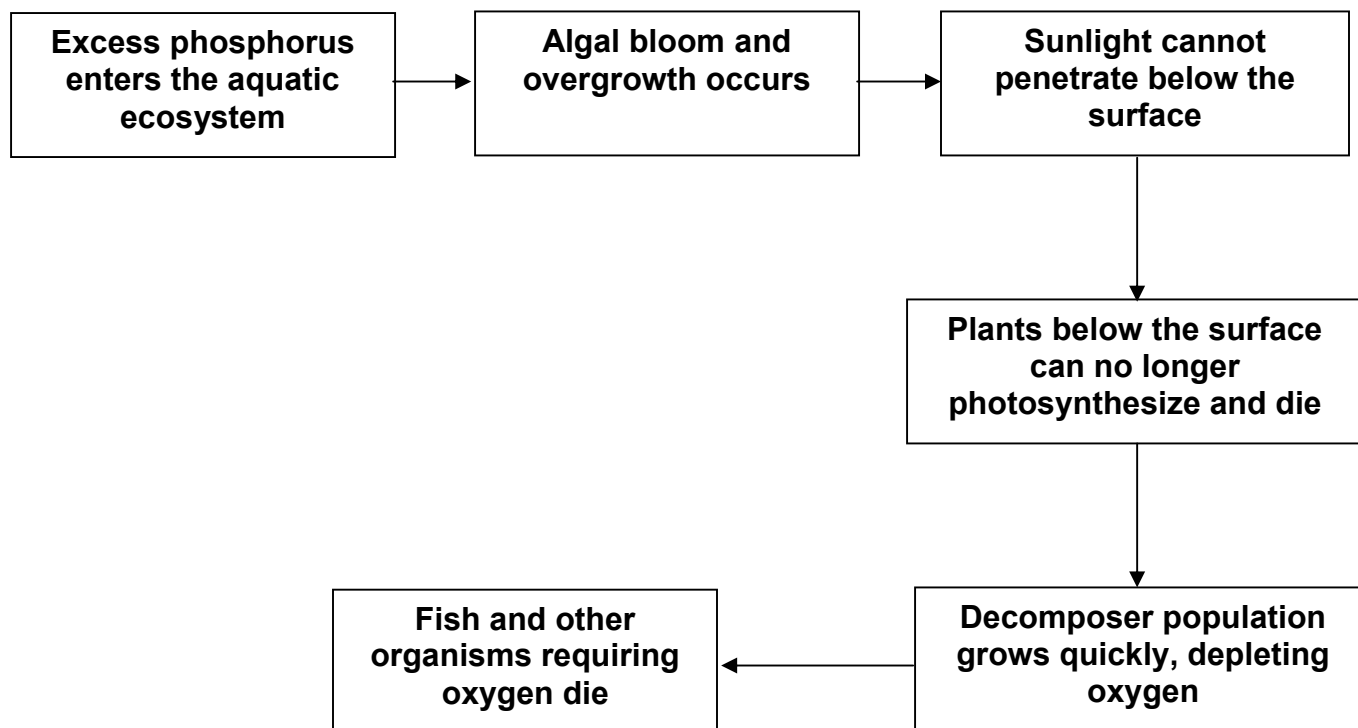 Excess phosphorus
enters the aquatic
ecosystem
Algal bloom and
overgrowth occurs
Sunlight cannot
penetrate below the
surface
Plants below the surface
can no longer
photosynthesize and die
Decomposer population
grows quickly, depleting
oxygen
Fish and other
organisms requiring
oxygen die